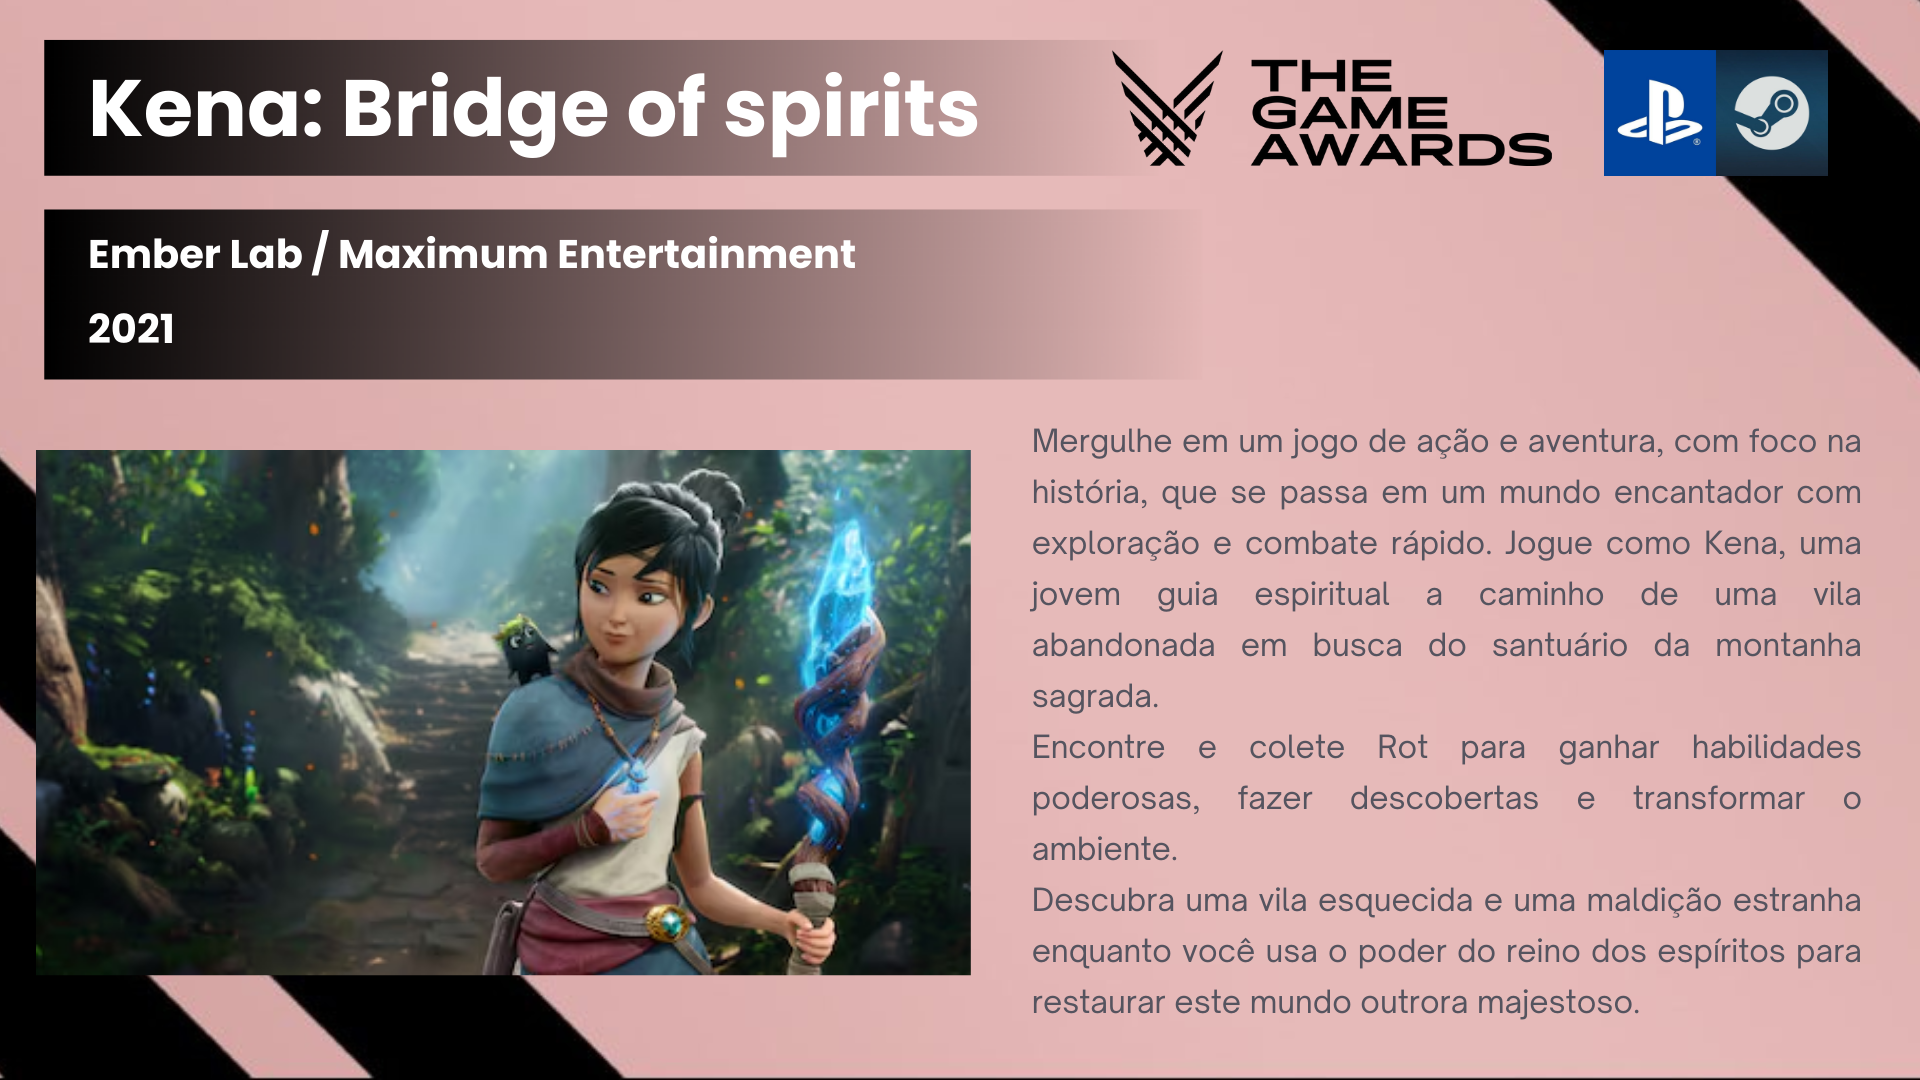 Kena: Bridge of spirits
THE
GAME
AWARDS
Ember Lab / Maximum Entertainment
2021
Mergulhe em um jogo de ação e aventura, com foco na
história, que se passa em um mundo encantador com
exploração e combate rápido. Jogue como Kena, uma
jovem guia espiritual a caminho de uma vila
abandonada em busca do santuário da montanha
sagrada.
Encontre e colete Rot para ganhar habilidades
poderosas, fazer descobertas e transformar o
ambiente.
Descubra uma vila esquecida e uma maldição estranha
enquanto você usa o poder do reino dos espíritos para
restaurar este mundo outrora majestoso.